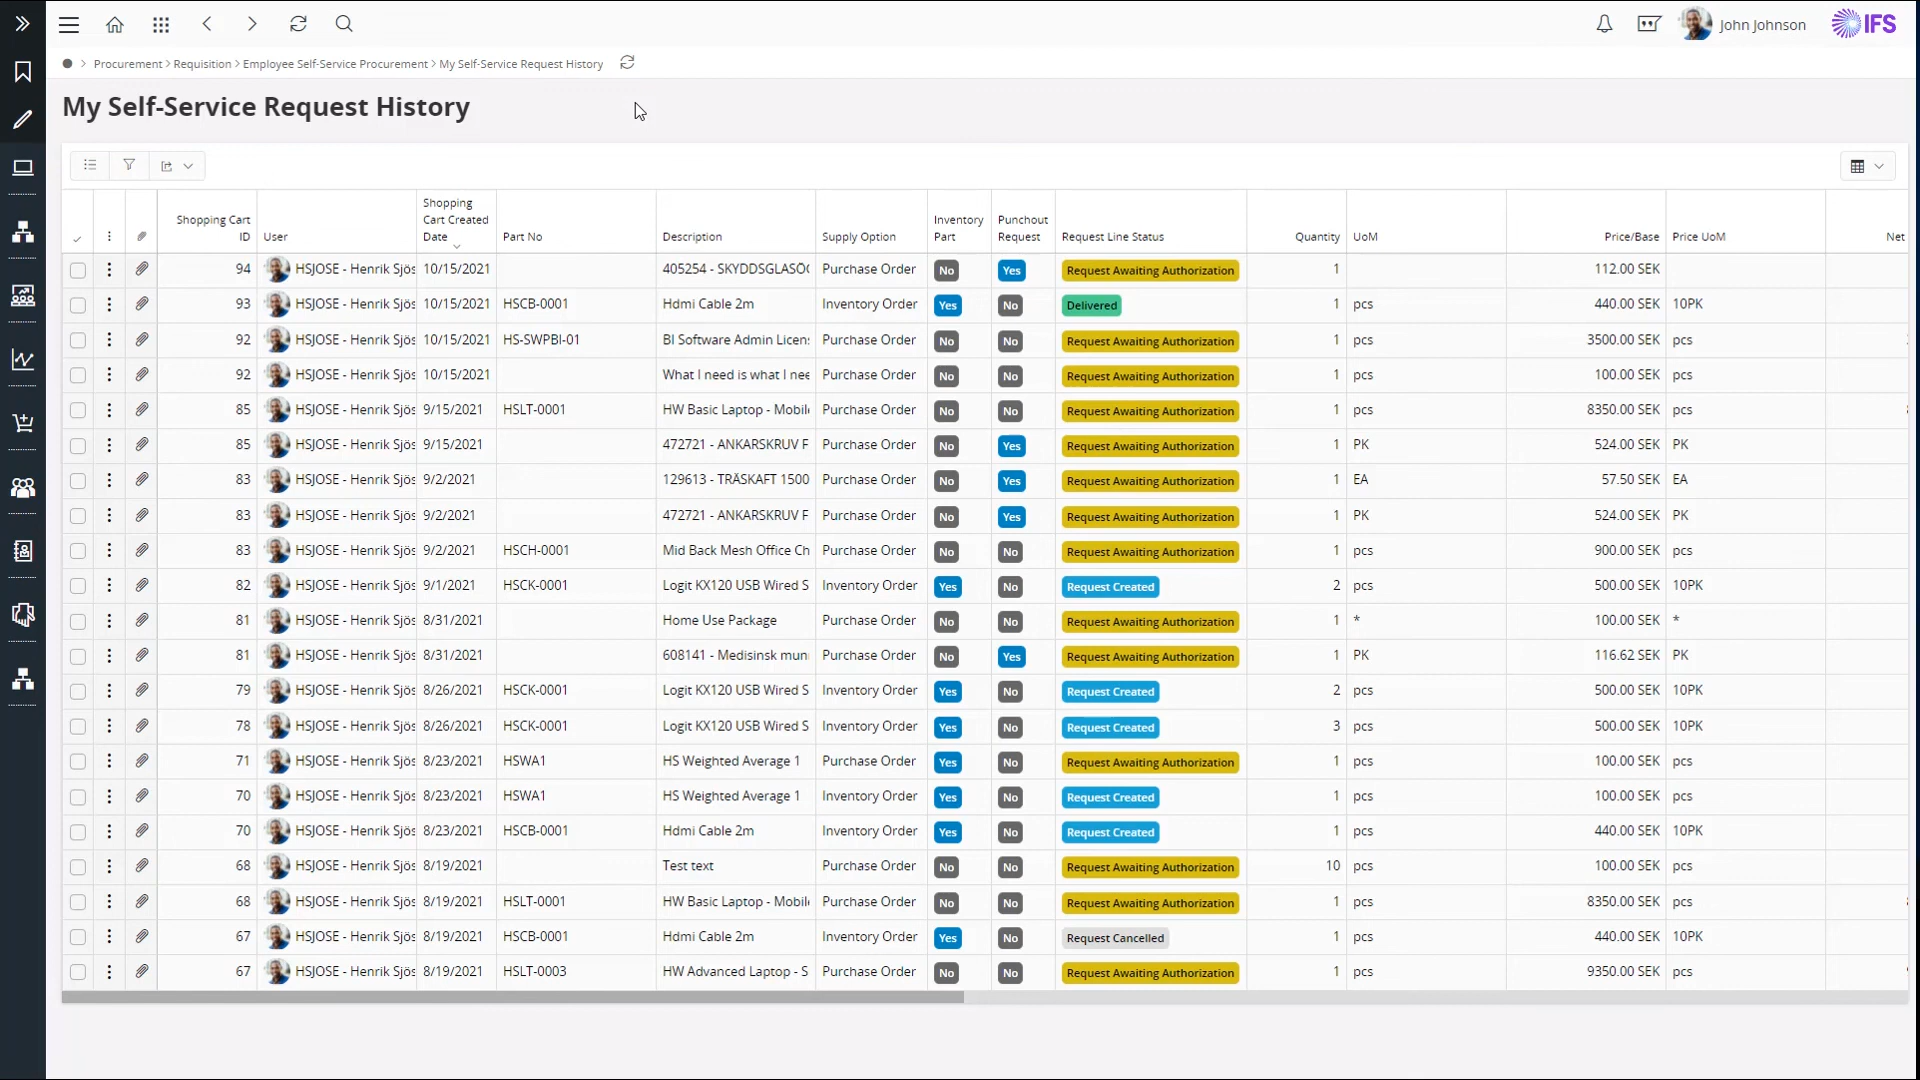 John Johnson
IFS
Procurement > Requisition > Employee Self-Service Procurement > My Self-Service Request History
My Self-Service Request History
Shopping Cart ID User Shopping Cart Created Date Part No Description Supply Option Inventory Part Punchout Request Request Line Status Quantity UoM Price/Base Price UoM Net
94 HSJOSE - Henrik Sjös 10/15/2021 405254 - SKYDDSGLASÖ Purchase Order No Yes Request Awaiting Authorization 1 112.00 SEK
93 HSJOSE - Henrik Sjös 10/15/2021 HSCB-0001 Hdmi Cable 2m Inventory Order Yes No Delivered 1 pcs 440.00 SEK 10PK
92 HSJOSE - Henrik Sjös 10/15/2021 HS-SWPBI-01 BI Software Admin Licens Purchase Order No No Request Awaiting Authorization 1 pcs 3500.00 SEK pcs
92 HSJOSE - Henrik Sjös 10/15/2021 What I need is what I nee Purchase Order No No Request Awaiting Authorization 1 pcs 100.00 SEK pcs
85 HSJOSE - Henrik Sjös 9/15/2021 HSLT-0001 HW Basic Laptop - Mobil Purchase Order No No Request Awaiting Authorization 1 pcs 8350.00 SEK pcs
85 HSJOSE - Henrik Sjös 9/15/2021 472721 - ANKARSKRUV F Purchase Order No Yes Request Awaiting Authorization 1 PK 524.00 SEK PK
83 HSJOSE - Henrik Sjös 9/2/2021 129613 - TRÄSKAFT 1500 Purchase Order No Yes Request Awaiting Authorization 1 EA 57.50 SEK EA
83 HSJOSE - Henrik Sjös 9/2/2021 472721 - ANKARSKRUV F Purchase Order No Yes Request Awaiting Authorization 1 PK 524.00 SEK PK
83 HSJOSE - Henrik Sjös 9/2/2021 HSCH-0001 Mid Back Mesh Office Ch Purchase Order No No Request Awaiting Authorization 1 pcs 900.00 SEK pcs
82 HSJOSE - Henrik Sjös 9/1/2021 HSCK-0001 Logit KX120 USB Wired S Inventory Order Yes No Request Created 2 pcs 500.00 SEK 10PK
81 HSJOSE - Henrik Sjös 8/31/2021 Home Use Package Purchase Order No No Request Awaiting Authorization 1 * 100.00 SEK *
81 HSJOSE - Henrik Sjös 8/31/2021 608141 - Medisinsk mun Purchase Order No Yes Request Awaiting Authorization 1 PK 116.62 SEK PK
79 HSJOSE - Henrik Sjös 8/26/2021 HSCK-0001 Logit KX120 USB Wired S Inventory Order Yes No Request Created 2 pcs 500.00 SEK 10PK
78 HSJOSE - Henrik Sjös 8/26/2021 HSCK-0001 Logit KX120 USB Wired S Inventory Order Yes No Request Created 3 pcs 500.00 SEK 10PK
71 HSJOSE - Henrik Sjös 8/23/2021 HSWA1 HS Weighted Average 1 Purchase Order Yes No Request Awaiting Authorization 1 pcs 100.00 SEK pcs
70 HSJOSE - Henrik Sjös 8/23/2021 HSWA1 HS Weighted Average 1 Inventory Order Yes No Request Created 1 pcs 100.00 SEK pcs
70 HSJOSE - Henrik Sjös 8/23/2021 HSCB-0001 Hdmi Cable 2m Inventory Order Yes No Request Created 1 pcs 440.00 SEK 10PK
68 HSJOSE - Henrik Sjös 8/19/2021 Test text Purchase Order No No Request Awaiting Authorization 10 pcs 100.00 SEK pcs
68 HSJOSE - Henrik Sjös 8/19/2021 HSLT-0001 HW Basic Laptop - Mobil Purchase Order No No Request Awaiting Authorization 1 pcs 8350.00 SEK pcs
67 HSJOSE - Henrik Sjös 8/19/2021 HSCB-0001 Hdmi Cable 2m Inventory Order Yes No Request Cancelled 1 pcs 440.00 SEK 10PK
67 HSJOSE - Henrik Sjös 8/19/2021 HSLT-0003 HW Advanced Laptop - S Purchase Order No No Request Awaiting Authorization 1 pcs 9350.00 SEK pcs